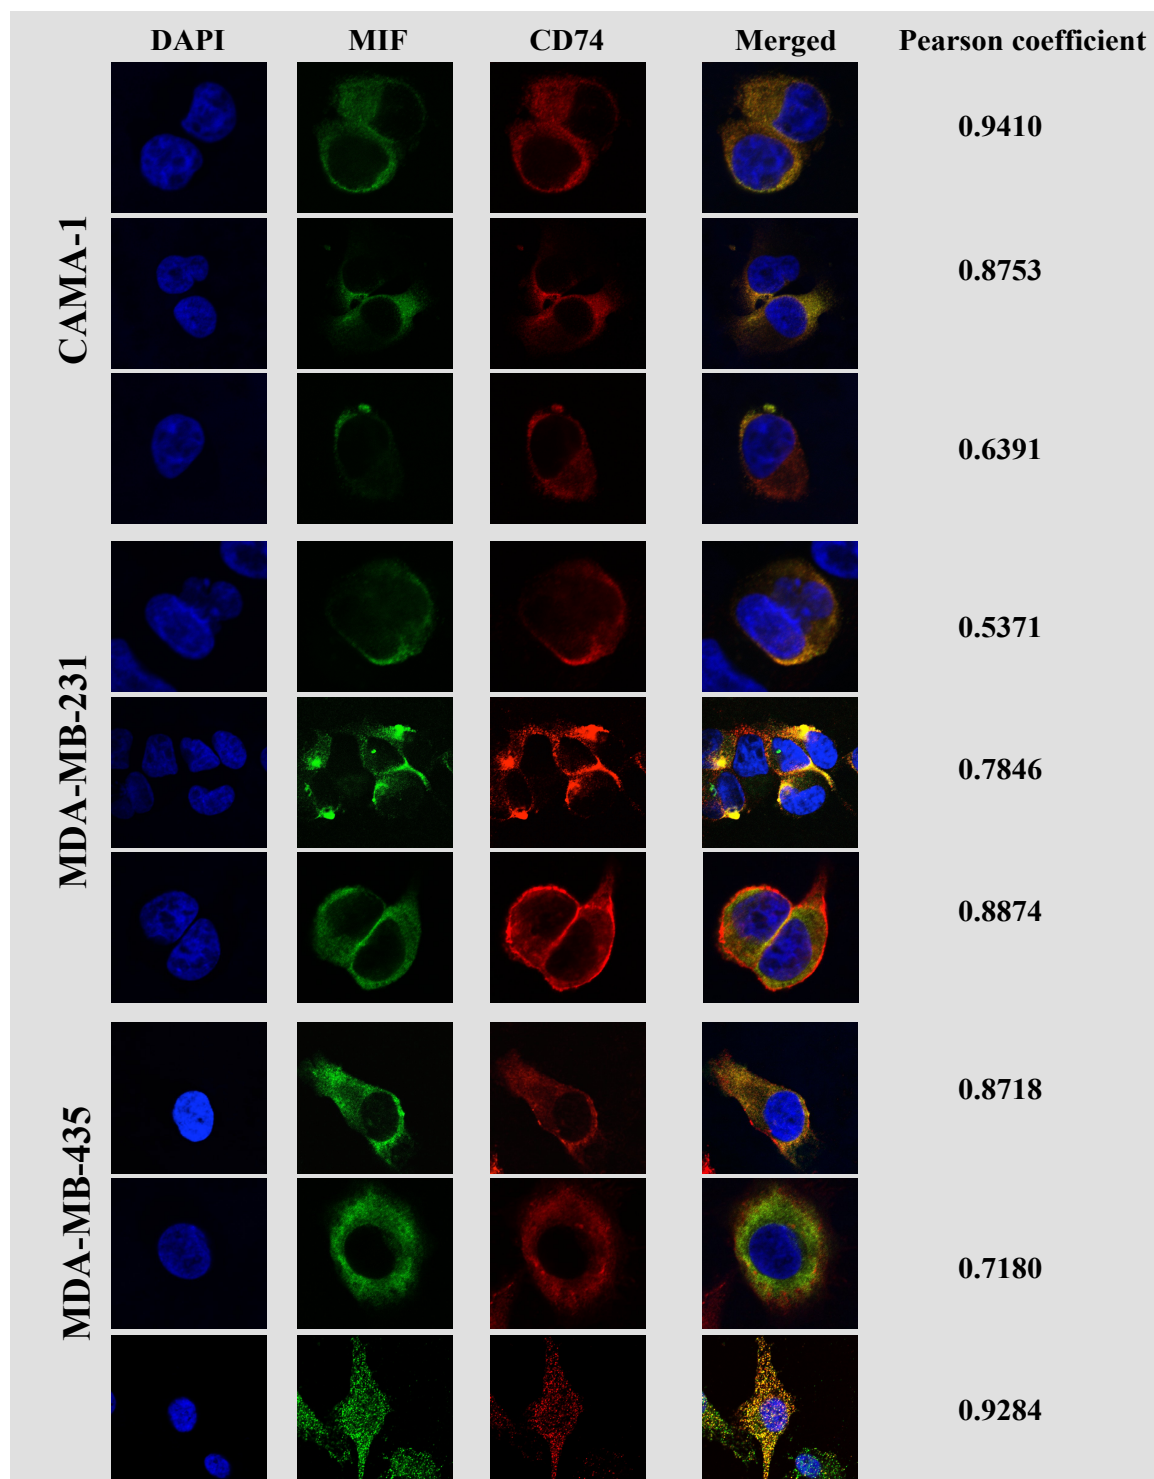 DAPI MIF CD74 Merged Pearson coefficient
CAMA-1
0.9410
0.8753
0.6391
MDA-MB-231
0.5371
0.7846
0.8874
MDA-MB-435
0.8718
0.7180
0.9284